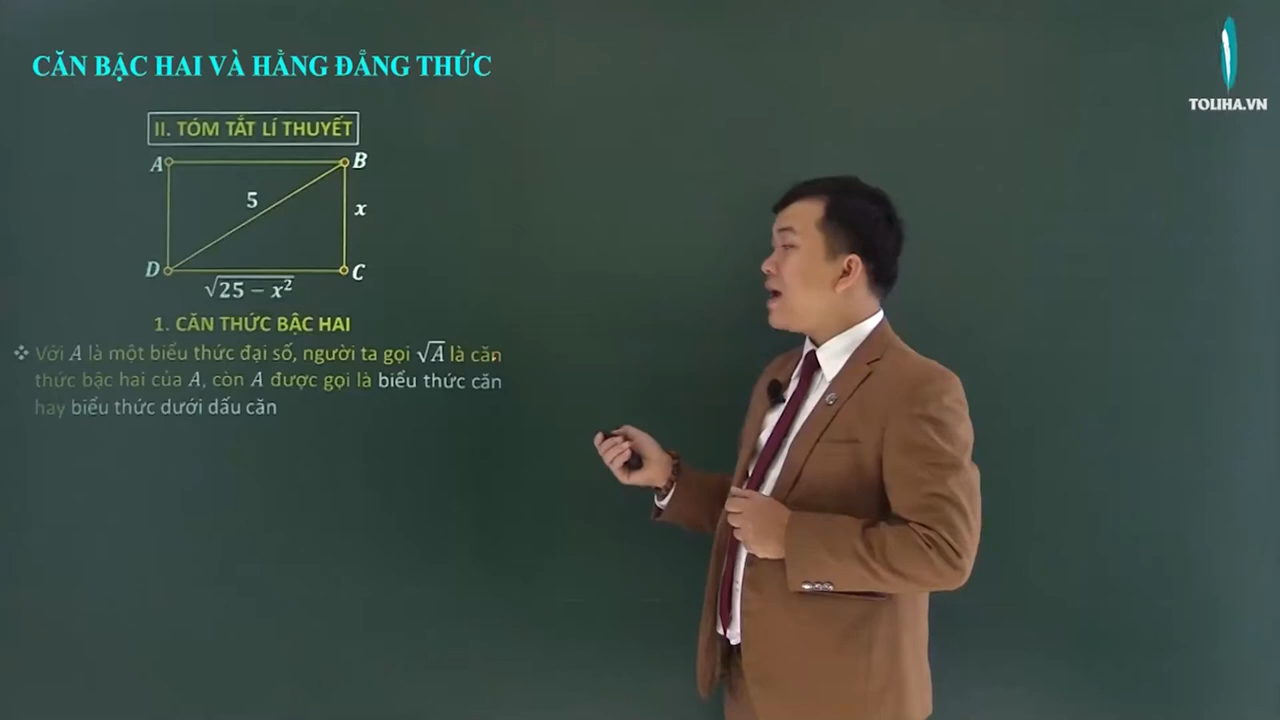 CĂN BẬC HAI VÀ HẰNG ĐẲNG THỨC
TOLIHA.VN
II. TÓM TẮT LÍ THUYẾT
A
B
5
x
D
C
√25 − x²
1. CĂN THỨC BẬC HAI
❖ Với A là một biểu thức đại số, người ta gọi √A là căn
thức bậc hai của A, còn A được gọi là biểu thức căn
hay biểu thức dưới dấu căn